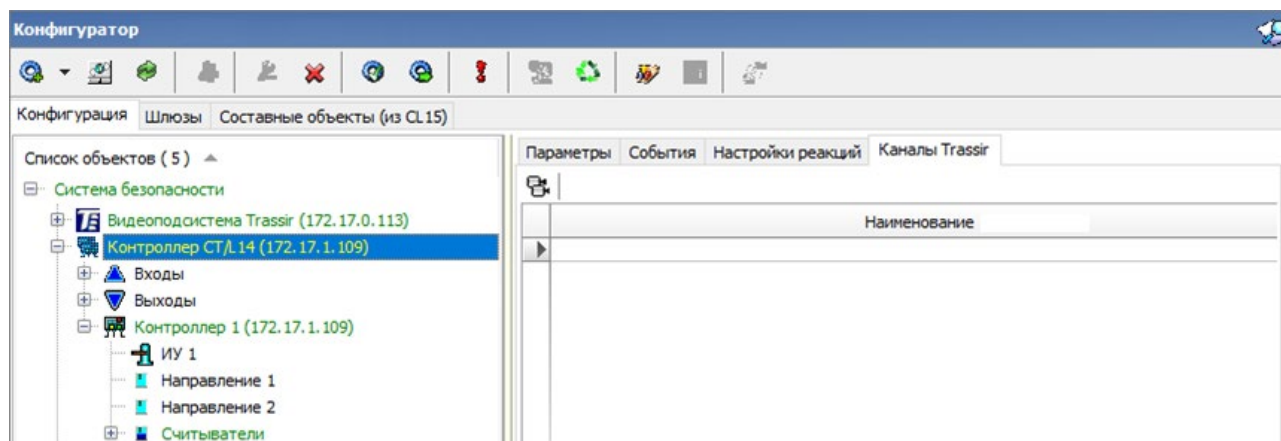 Конфигуратор
Конфигурация Шлюзы Составные объекты (из CL15)
Список объектов ( 5 )
Система безопасности
Видеоподсистема Trassir (172.17.0.113)
Контроллер CT/L14 (172.17.1.109)
Входы
Выходы
Контроллер 1 (172.17.1.109)
ИУ 1
Направление 1
Направление 2
Считыватели
Параметры События Настройки реакций Каналы Trassir
Наименование